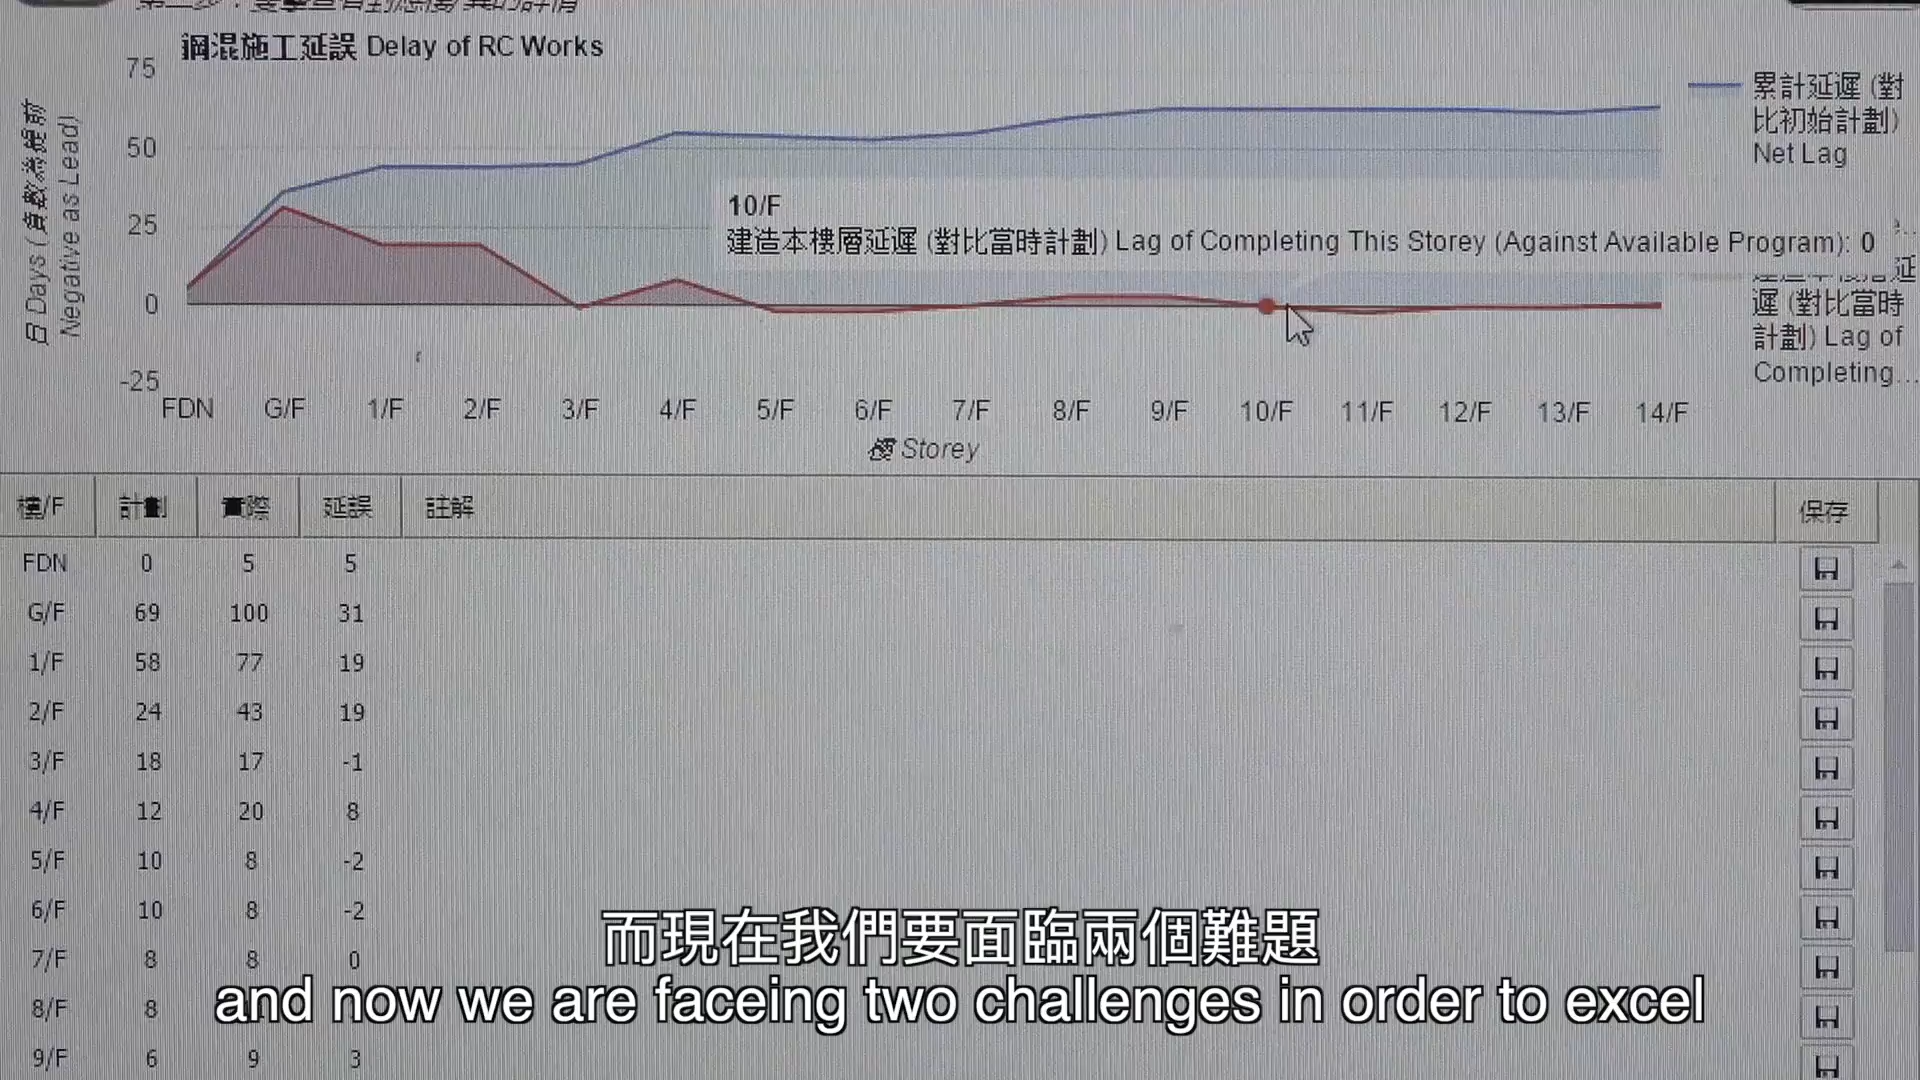 鋼混施工延誤 Delay of RC Works
75
50
25
0
-25
日 Days (負數為提前
Negative as Lead)
累計延遲 (對
比初始計劃)
Net Lag
10/F
建造本樓層延遲 (對比當時計劃) Lag of Completing This Storey (Against Available Program): 0
遲 (對比當時
計劃) Lag of
Completing...
FDN G/F 1/F 2/F 3/F 4/F 5/F 6/F 7/F 8/F 9/F 10/F 11/F 12/F 13/F 14/F
樓 Storey
樓/F 計劃 實際 延誤 註解 保存
FDN 0 5 5
G/F 69 100 31
1/F 58 77 19
2/F 24 43 19
3/F 18 17 -1
4/F 12 20 8
5/F 10 8 -2
6/F 10 8 -2
7/F 8 8 0
8/F 8
9/F 6 9 3
而現在我們要面臨兩個難題
and now we are faceing two challenges in order to excel